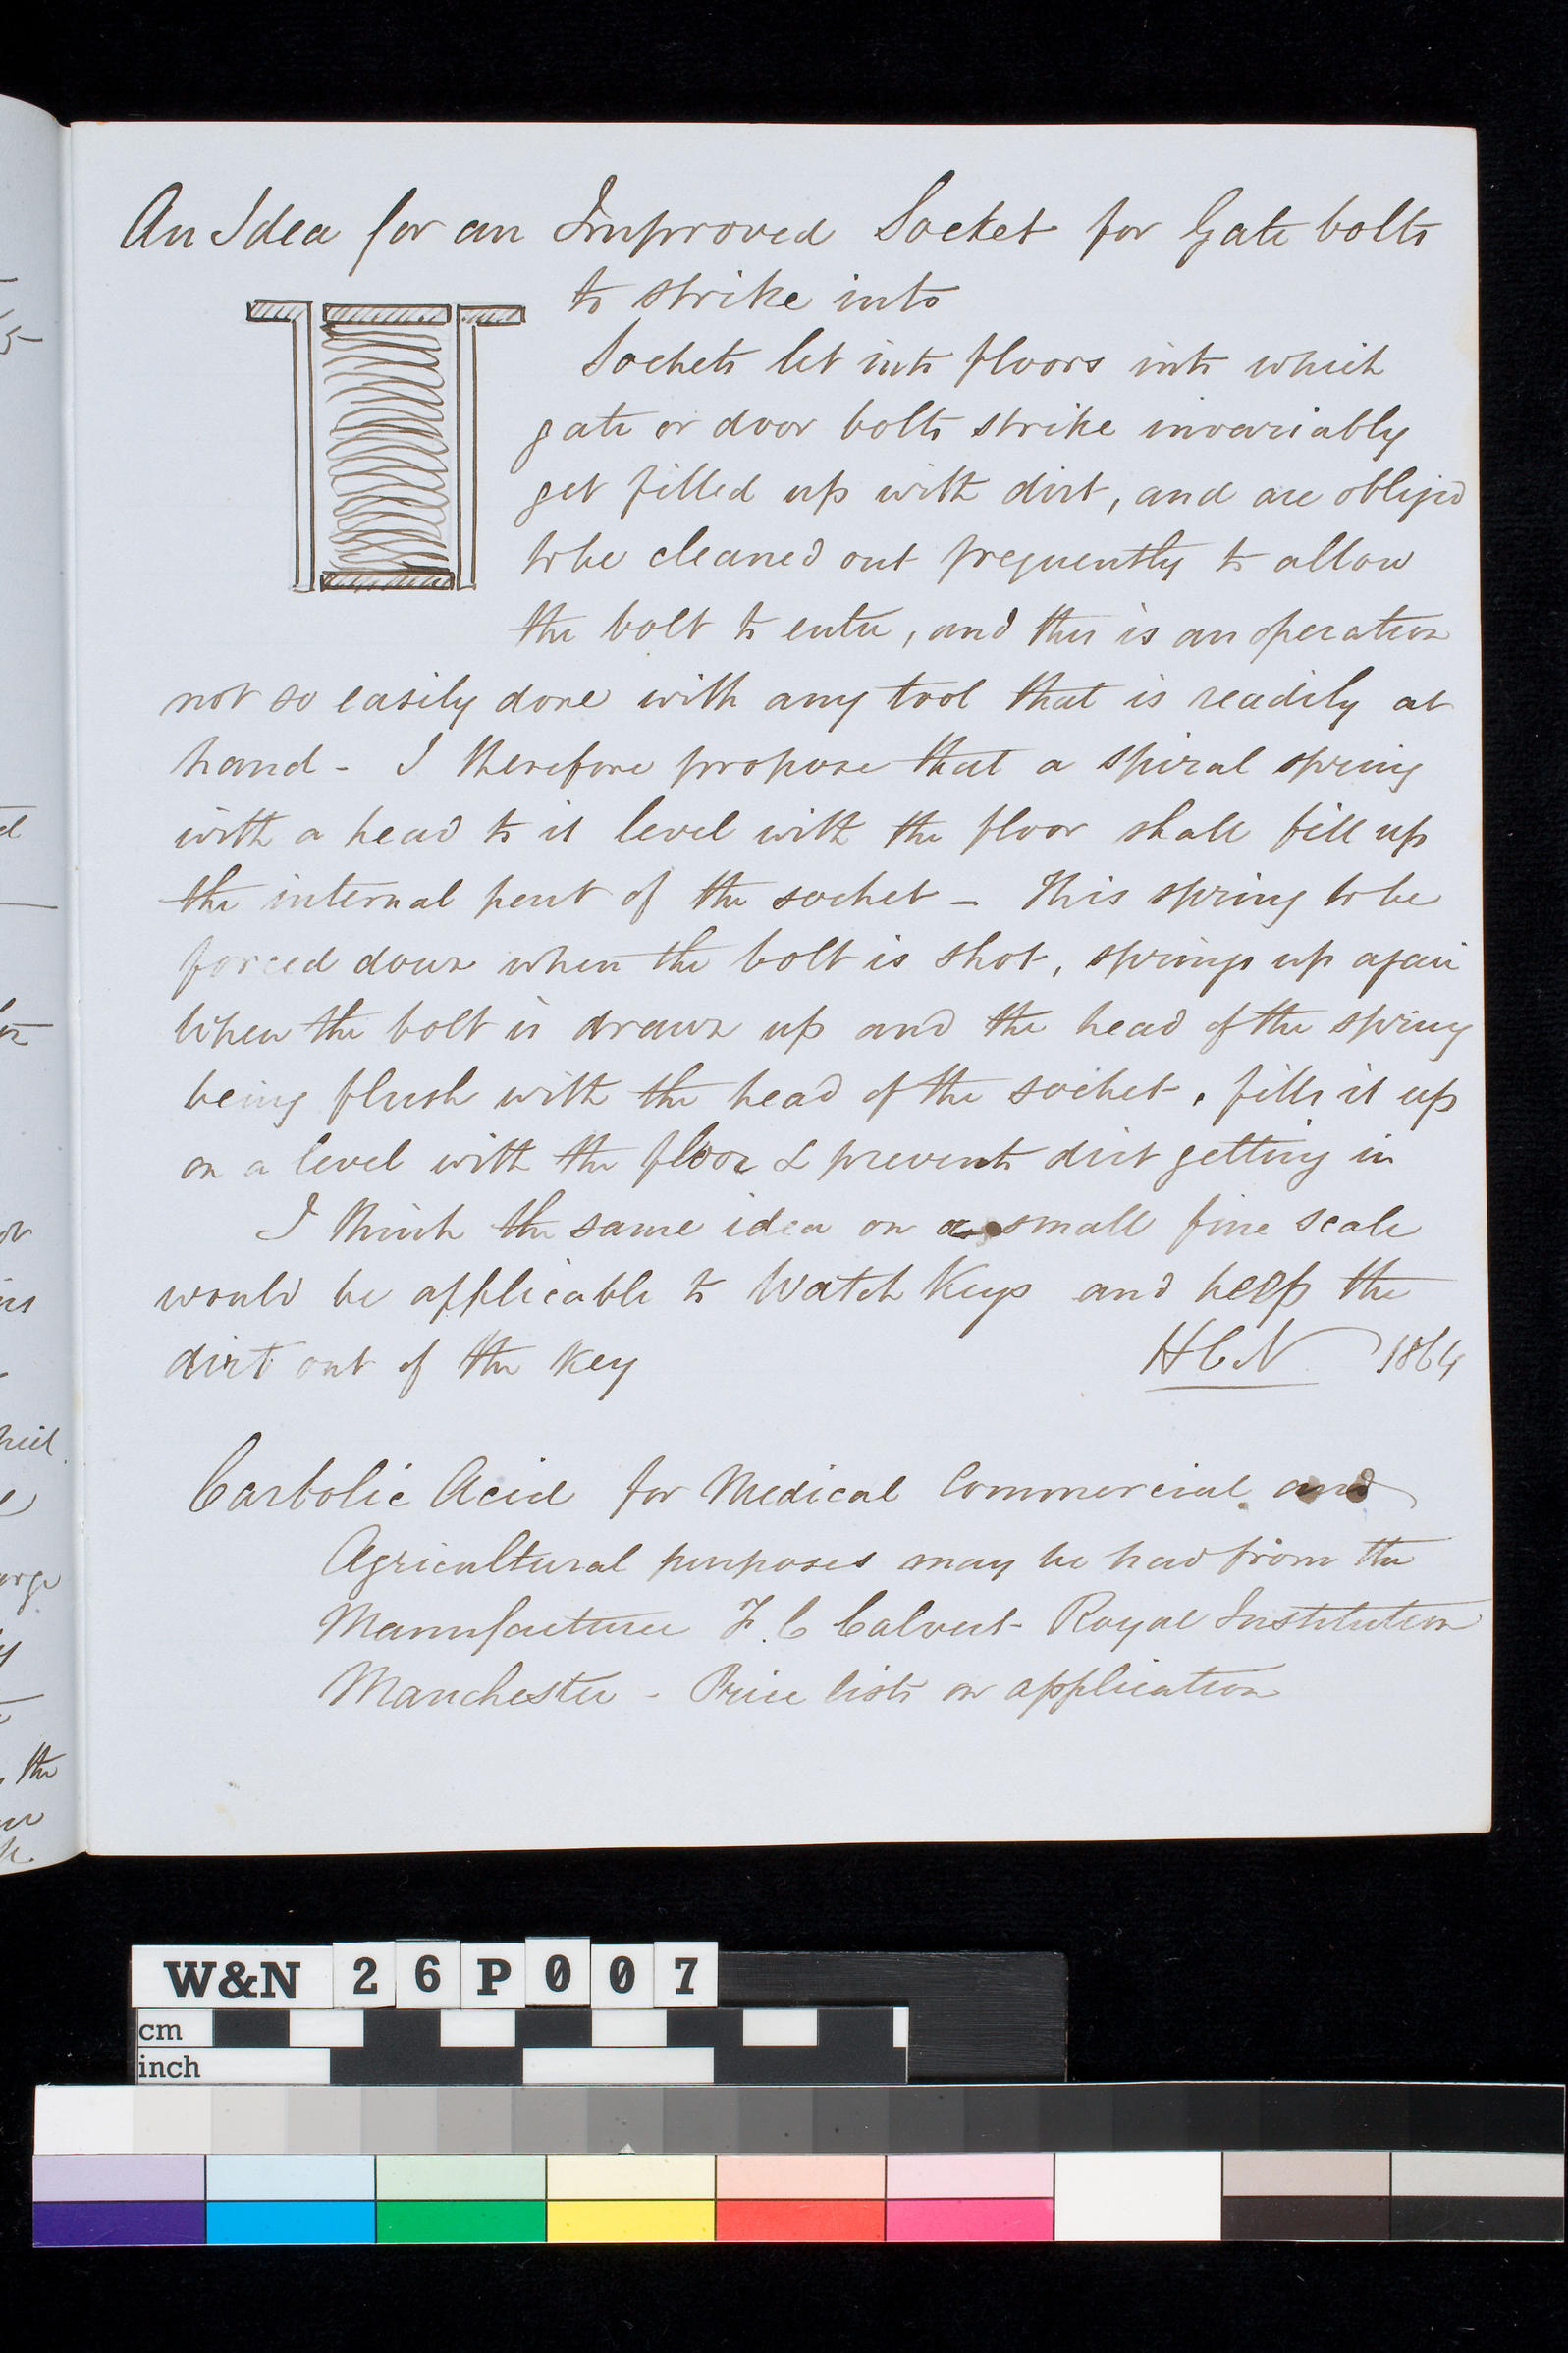 An Idea for an Improved Socket for Gate bolts
to strike into
Sockets let into floors into which
gate or door bolts strike invariably
get filled up with dirt, and are obliged
to be cleaned out frequently to allow
the bolt to enter, and this is an operation
not so easily done with any tool that is readily at
hand - I therefore propose that a spiral spring
with a head to it level with the floor shall fill up
the internal part of the socket - This spring to be
forced down when the bolt is shot, springs up again
When the bolt is drawn up and the head of the spring
being flush with the head of the socket, fills it up
on a level with the floor & prevents dirt getting in
I think the same idea on a small fine scale
would be applicable to Watch Keys and keep the
dirt out of the Key
HCN 1864
Carbolic Acid for Medical Commercial and
Agricultural purposes may be had from the
Manufacturer F. C Calvert Royal Institution
Manchester - Price lists on application
W&N 26P007
cm
inch